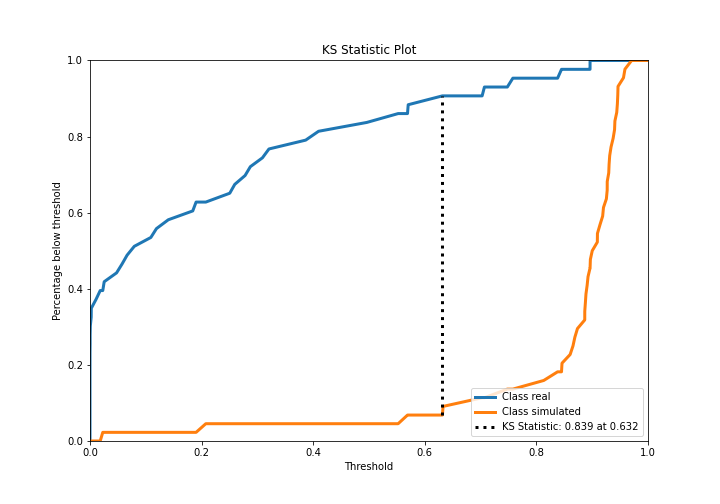 KS Statistic Plot
Percentage below threshold
1.0
0.8
0.6
0.4
0.2
0.0
0.0 0.2 0.4 0.6 0.8 1.0
Threshold
Class real
Class simulated
KS Statistic: 0.839 at 0.632